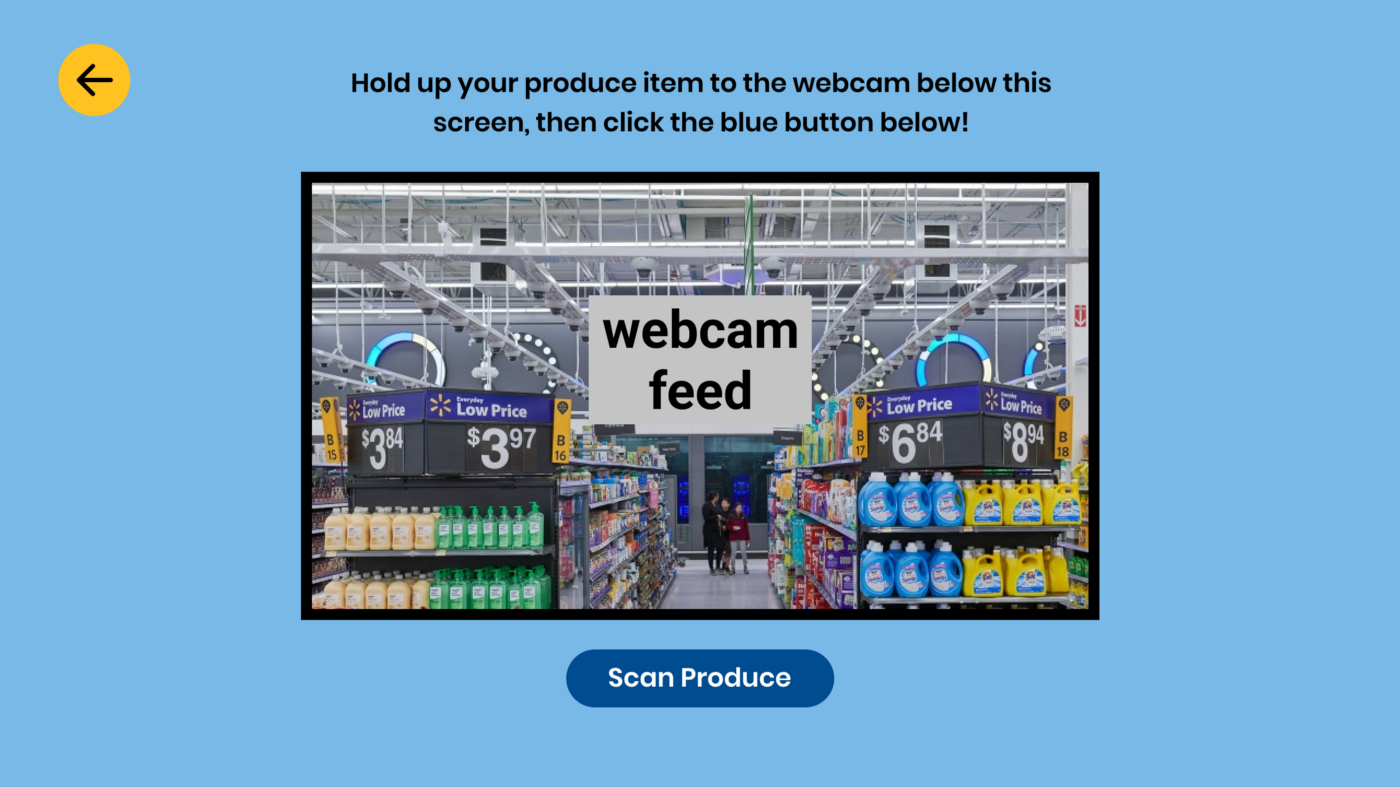 Hold up your produce item to the webcam below this
screen, then click the blue button below!
webcam
feed
Everyday
Low Price
Everyday
Low Price
$3.84
$3.97
B
15
B
16
Everyday
Low Price
Everyday
Low Price
$6.84
$8.94
B
17
B
18
Scan Produce